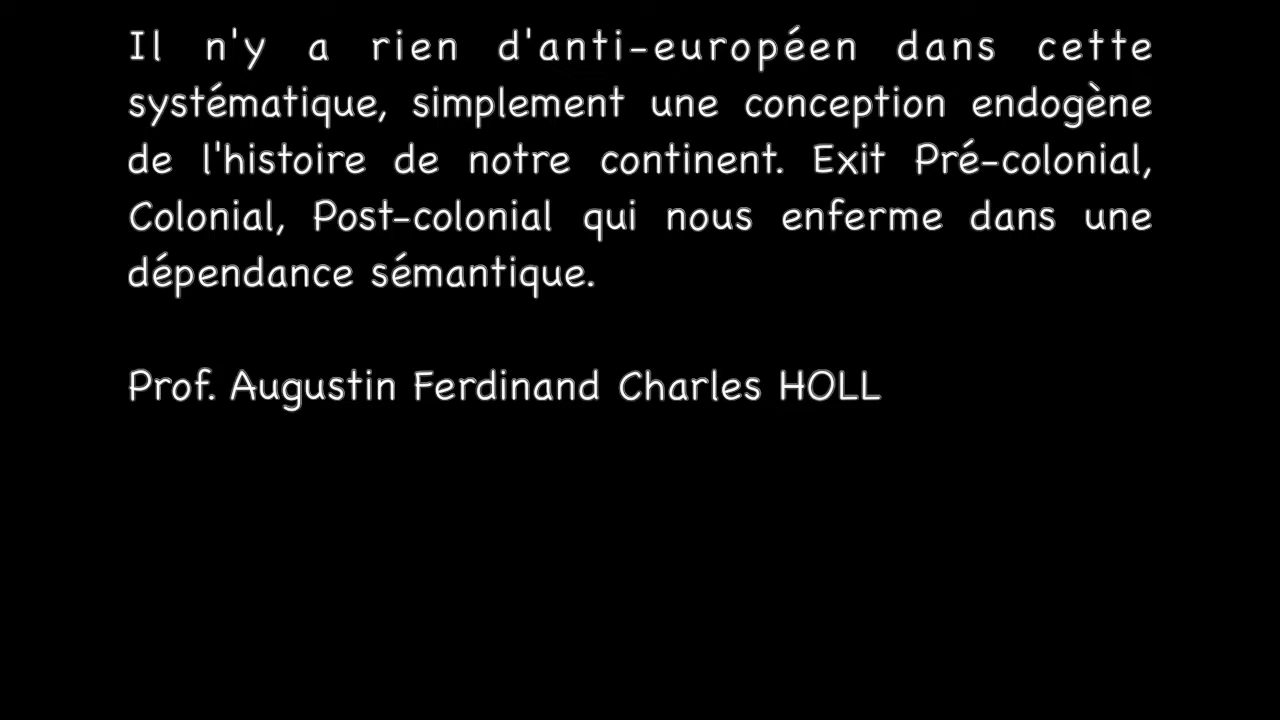 Il n'y a rien d'anti-européen dans cette
systématique, simplement une conception endogène
de l'histoire de notre continent. Exit Pré-colonial,
Colonial, Post-colonial qui nous enferme dans une
dépendance sémantique.
Prof. Augustin Ferdinand Charles HOLL